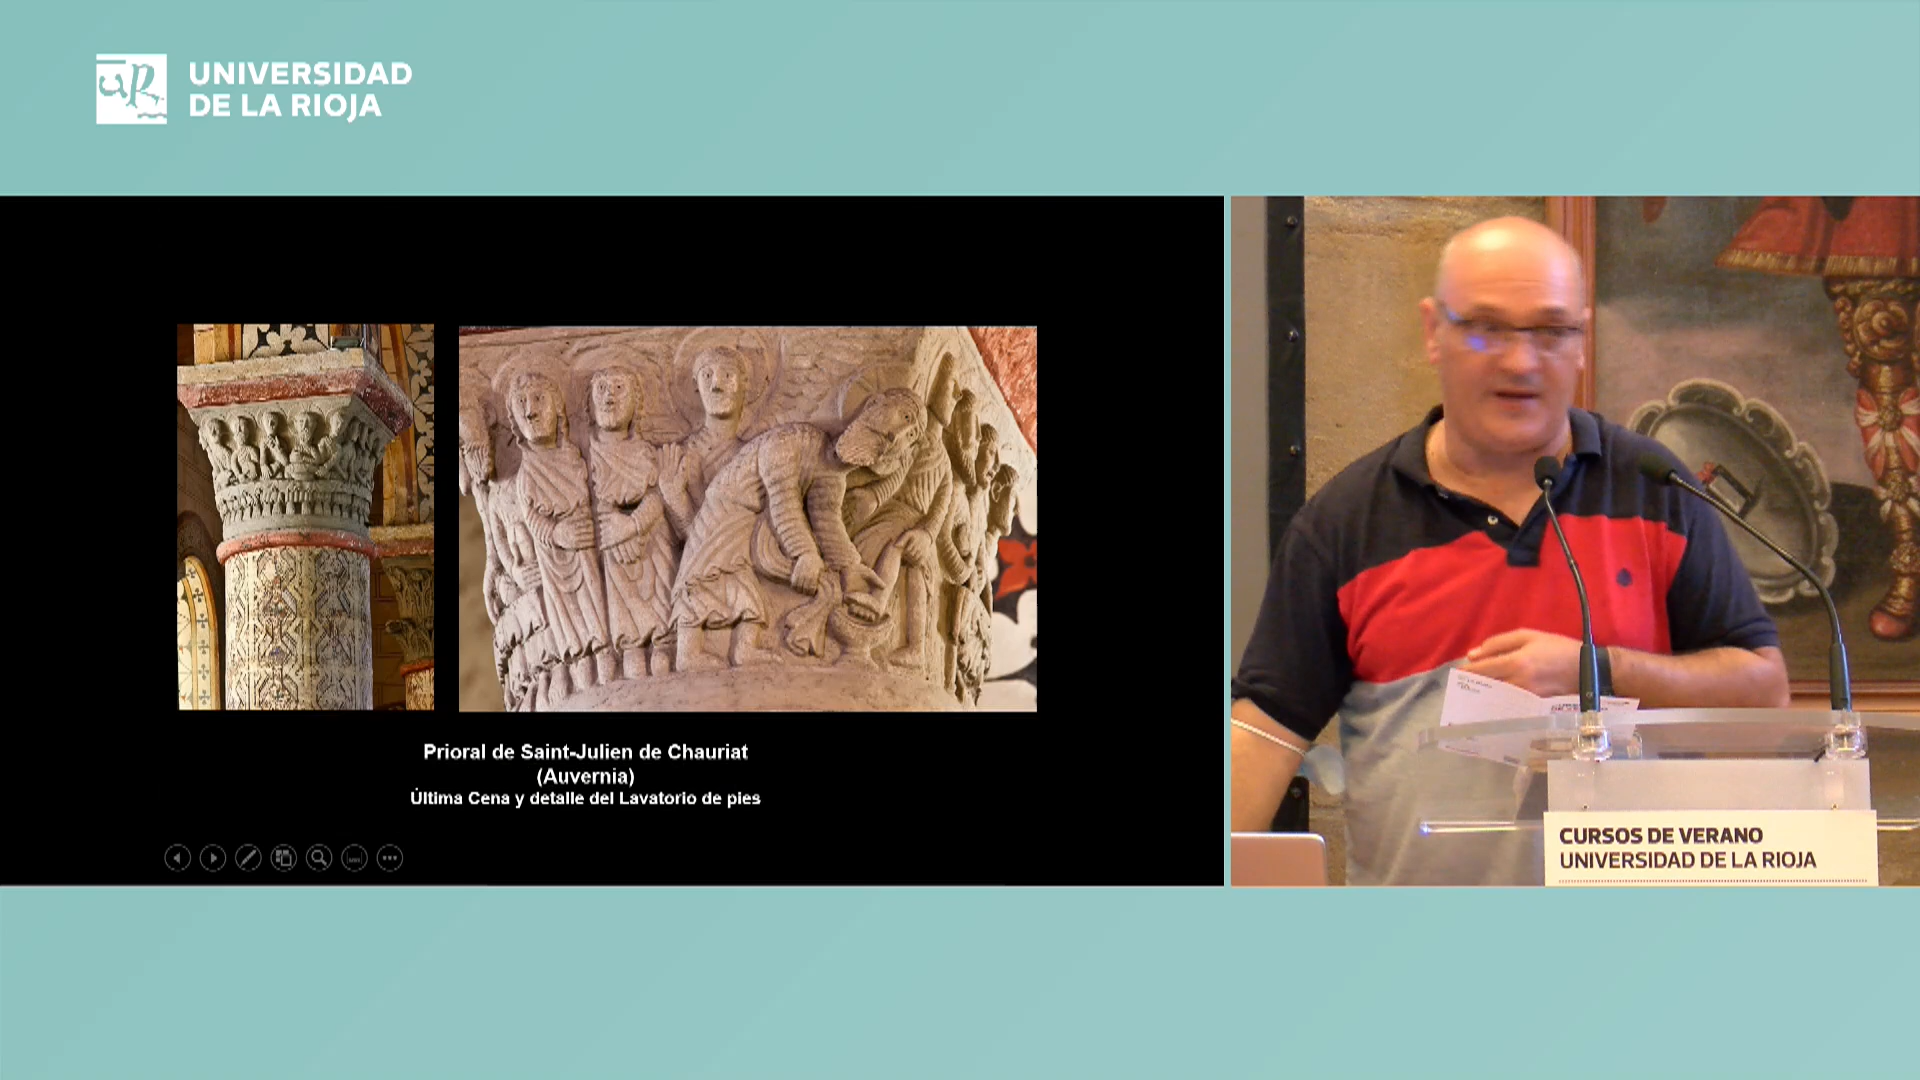 UNIVERSIDAD
DE LA RIOJA
Prioral de Saint-Julien de Chauriat
(Auvernia)
Última Cena y detalle del Lavatorio de pies
CURSOS DE VERANO
UNIVERSIDAD DE LA RIOJA